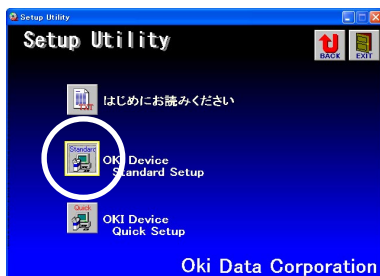 Setup Utility
Setup Utility
BACK
EXIT
TXT
はじめにお読みください
Standard
OKI Device
Standard Setup
Quick
OKI Device
Quick Setup
Oki Data Corporation